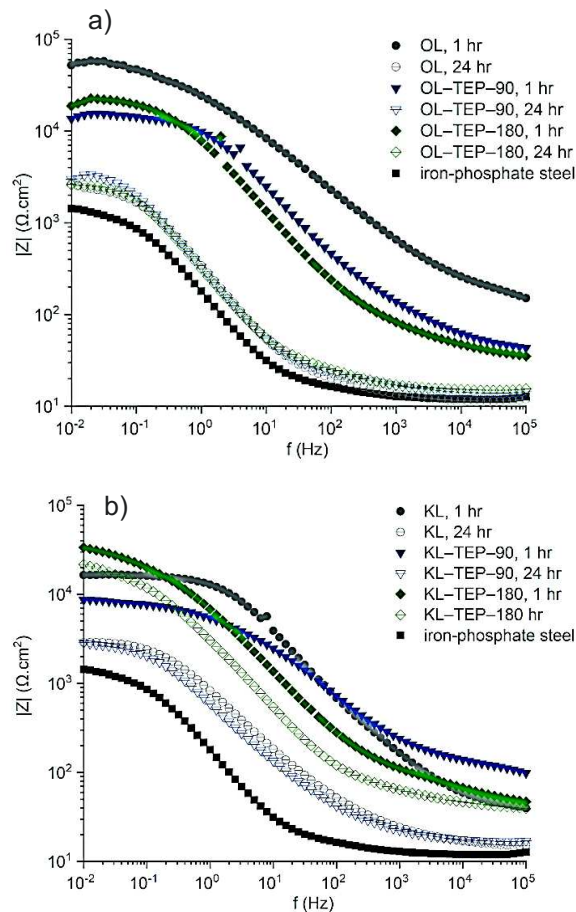 a)
10^5
10^4
10^3
10^2
10^1
|Z| (Ω.cm²)
OL, 1 hr
OL, 24 hr
OL–TEP–90, 1 hr
OL–TEP–90, 24 hr
OL–TEP–180, 1 hr
OL–TEP–180, 24 hr
iron-phosphate steel
10^-2 10^-1 10^0 10^1 10^2 10^3 10^4 10^5
f (Hz)
b)
10^5
10^4
10^3
10^2
10^1
|Z| (Ω.cm²)
KL, 1 hr
KL, 24 hr
KL–TEP–90, 1 hr
KL–TEP–90, 24 hr
KL–TEP–180, 1 hr
KL–TEP–180 hr
iron-phosphate steel
10^-2 10^-1 10^0 10^1 10^2 10^3 10^4 10^5
f (Hz)